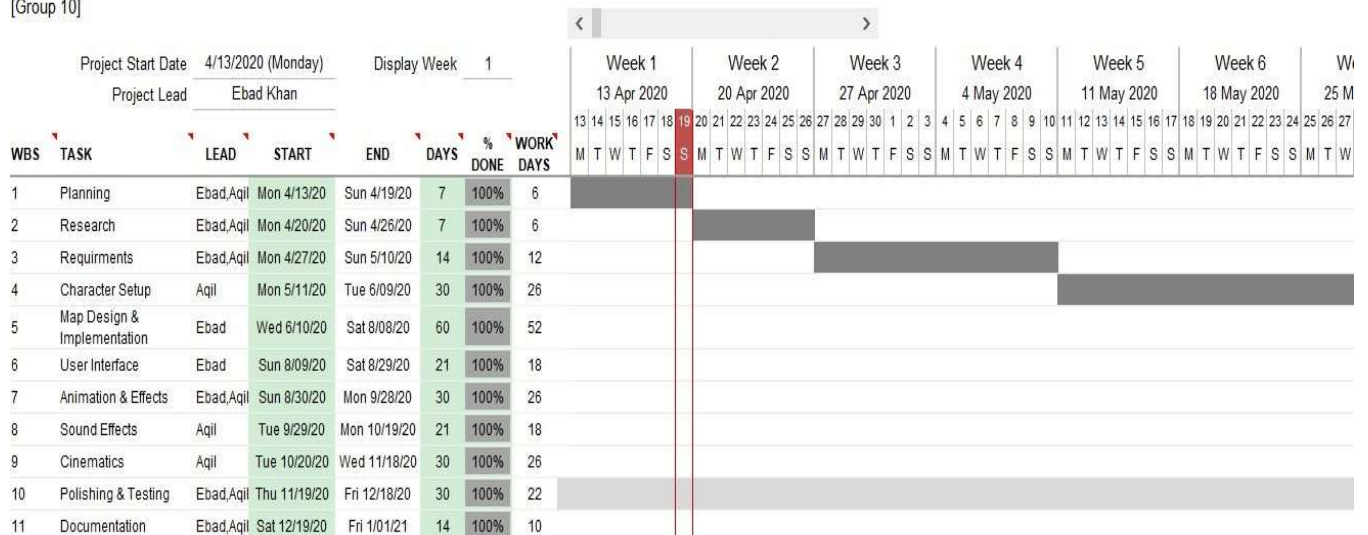 [Group 10]
Project Start Date 4/13/2020 (Monday) Display Week 1
Project Lead Ebad Khan
Week 1 Week 2 Week 3 Week 4 Week 5 Week 6 We
13 Apr 2020 20 Apr 2020 27 Apr 2020 4 May 2020 11 May 2020 18 May 2020 25 M
13 14 15 16 17 18 19 20 21 22 23 24 25 26 27 28 29 30 1 2 3 4 5 6 7 8 9 10 11 12 13 14 15 16 17 18 19 20 21 22 23 24 25 26 27
WBS TASK LEAD START END DAYS % DONE WORK DAYS M T W T F S S M T W T F S S M T W T F S S M T W T F S S M T W T F S S M T W T F S S M T W
1 Planning Ebad,Aqil Mon 4/13/20 Sun 4/19/20 7 100% 6
2 Research Ebad,Aqil Mon 4/20/20 Sun 4/26/20 7 100% 6
3 Requirments Ebad,Aqil Mon 4/27/20 Sun 5/10/20 14 100% 12
4 Character Setup Aqil Mon 5/11/20 Tue 6/09/20 30 100% 26
5 Map Design & Implementation Ebad Wed 6/10/20 Sat 8/08/20 60 100% 52
6 User Interface Ebad Sun 8/09/20 Sat 8/29/20 21 100% 18
7 Animation & Effects Ebad,Aqil Sun 8/30/20 Mon 9/28/20 30 100% 26
8 Sound Effects Aqil Tue 9/29/20 Mon 10/19/20 21 100% 18
9 Cinematics Aqil Tue 10/20/20 Wed 11/18/20 30 100% 26
10 Polishing & Testing Ebad,Aqil Thu 11/19/20 Fri 12/18/20 30 100% 22
11 Documentation Ebad,Aqil Sat 12/19/20 Fri 1/01/21 14 100% 10